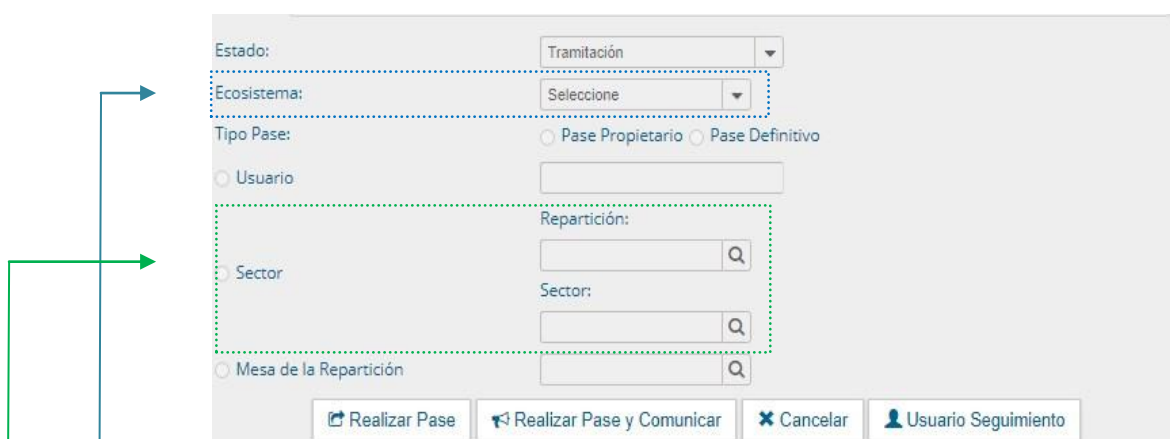 Estado: Tramitación
Ecosistema: Seleccione
Tipo Pase: Pase Propietario Pase Definitivo
Usuario
Repartición:
Sector
Sector:
Mesa de la Repartición
Realizar Pase Realizar Pase y Comunicar Cancelar Usuario Seguimiento